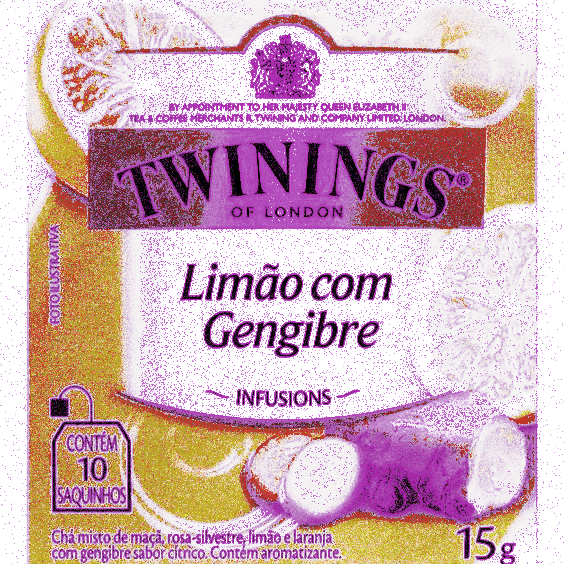 BY APPOINTMENT TO HER MAJESTY QUEEN ELIZABETH II
TEA & COFFEE MERCHANTS R. TWINING AND COMPANY LIMITED, LONDON.
TWININGS®
OF LONDON
FOTO ILUSTRATIVA
Limão com
Gengibre
INFUSIONS
CONTÉM
10
SAQUINHOS
Chá misto de maçã, rosa-silvestre, limão e laranja
com gengibre sabor cítrico. Contém aromatizante.
15g